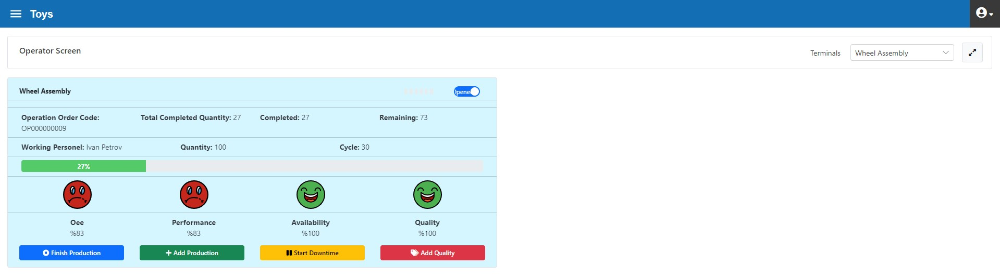 Toys
Operator Screen
Terminals Wheel Assembly
Wheel Assembly
Opene
Operation Order Code: Total Completed Quantity: 27 Completed: 27 Remaining: 73
OP000000009
Working Personel: Ivan Petrov Quantity: 100 Cycle: 30
27%
Oee Performance Availability Quality
%83 %83 %100 %100
Finish Production Add Production Start Downtime Add Quality